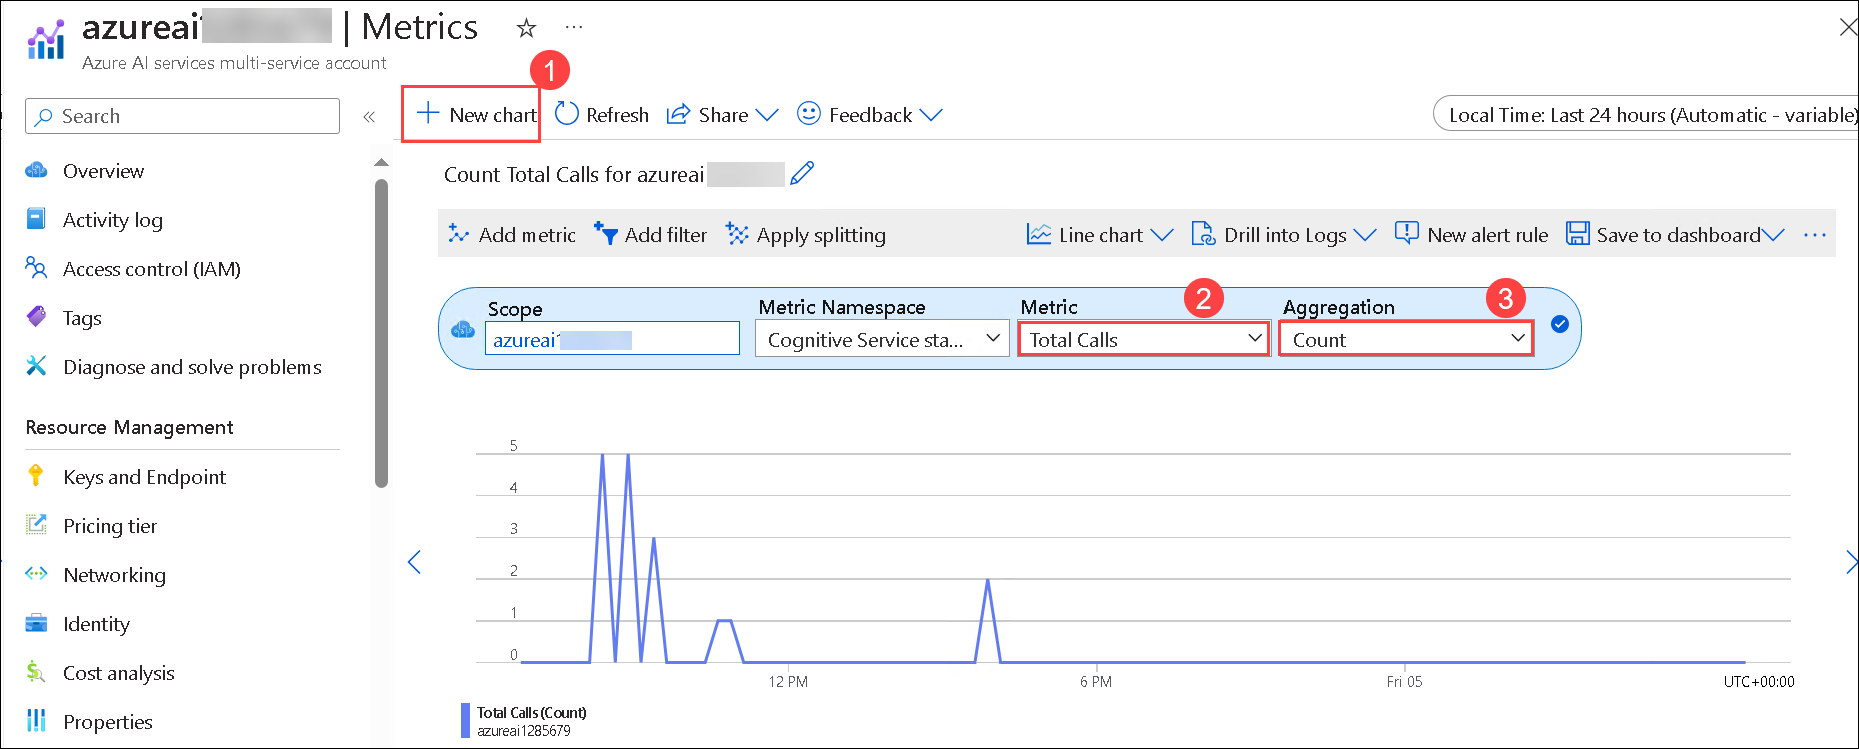 azureai | Metrics
Azure AI services multi-service account
1
Search
«
New chart
Refresh
Share
Feedback
Local Time: Last 24 hours (Automatic - variable)
Overview
Activity log
Access control (IAM)
Tags
Diagnose and solve problems
Resource Management
Keys and Endpoint
Pricing tier
Networking
Identity
Cost analysis
Properties
Count Total Calls for azureai
Add metric
Add filter
Apply splitting
Line chart
Drill into Logs
New alert rule
Save to dashboard
Scope
azureai1
Metric Namespace
Cognitive Service sta...
Metric
2
Total Calls
Aggregation
3
Count
5
4
3
2
1
0
12 PM
6 PM
Fri 05
UTC+00:00
Total Calls (Count)
azureai1285679